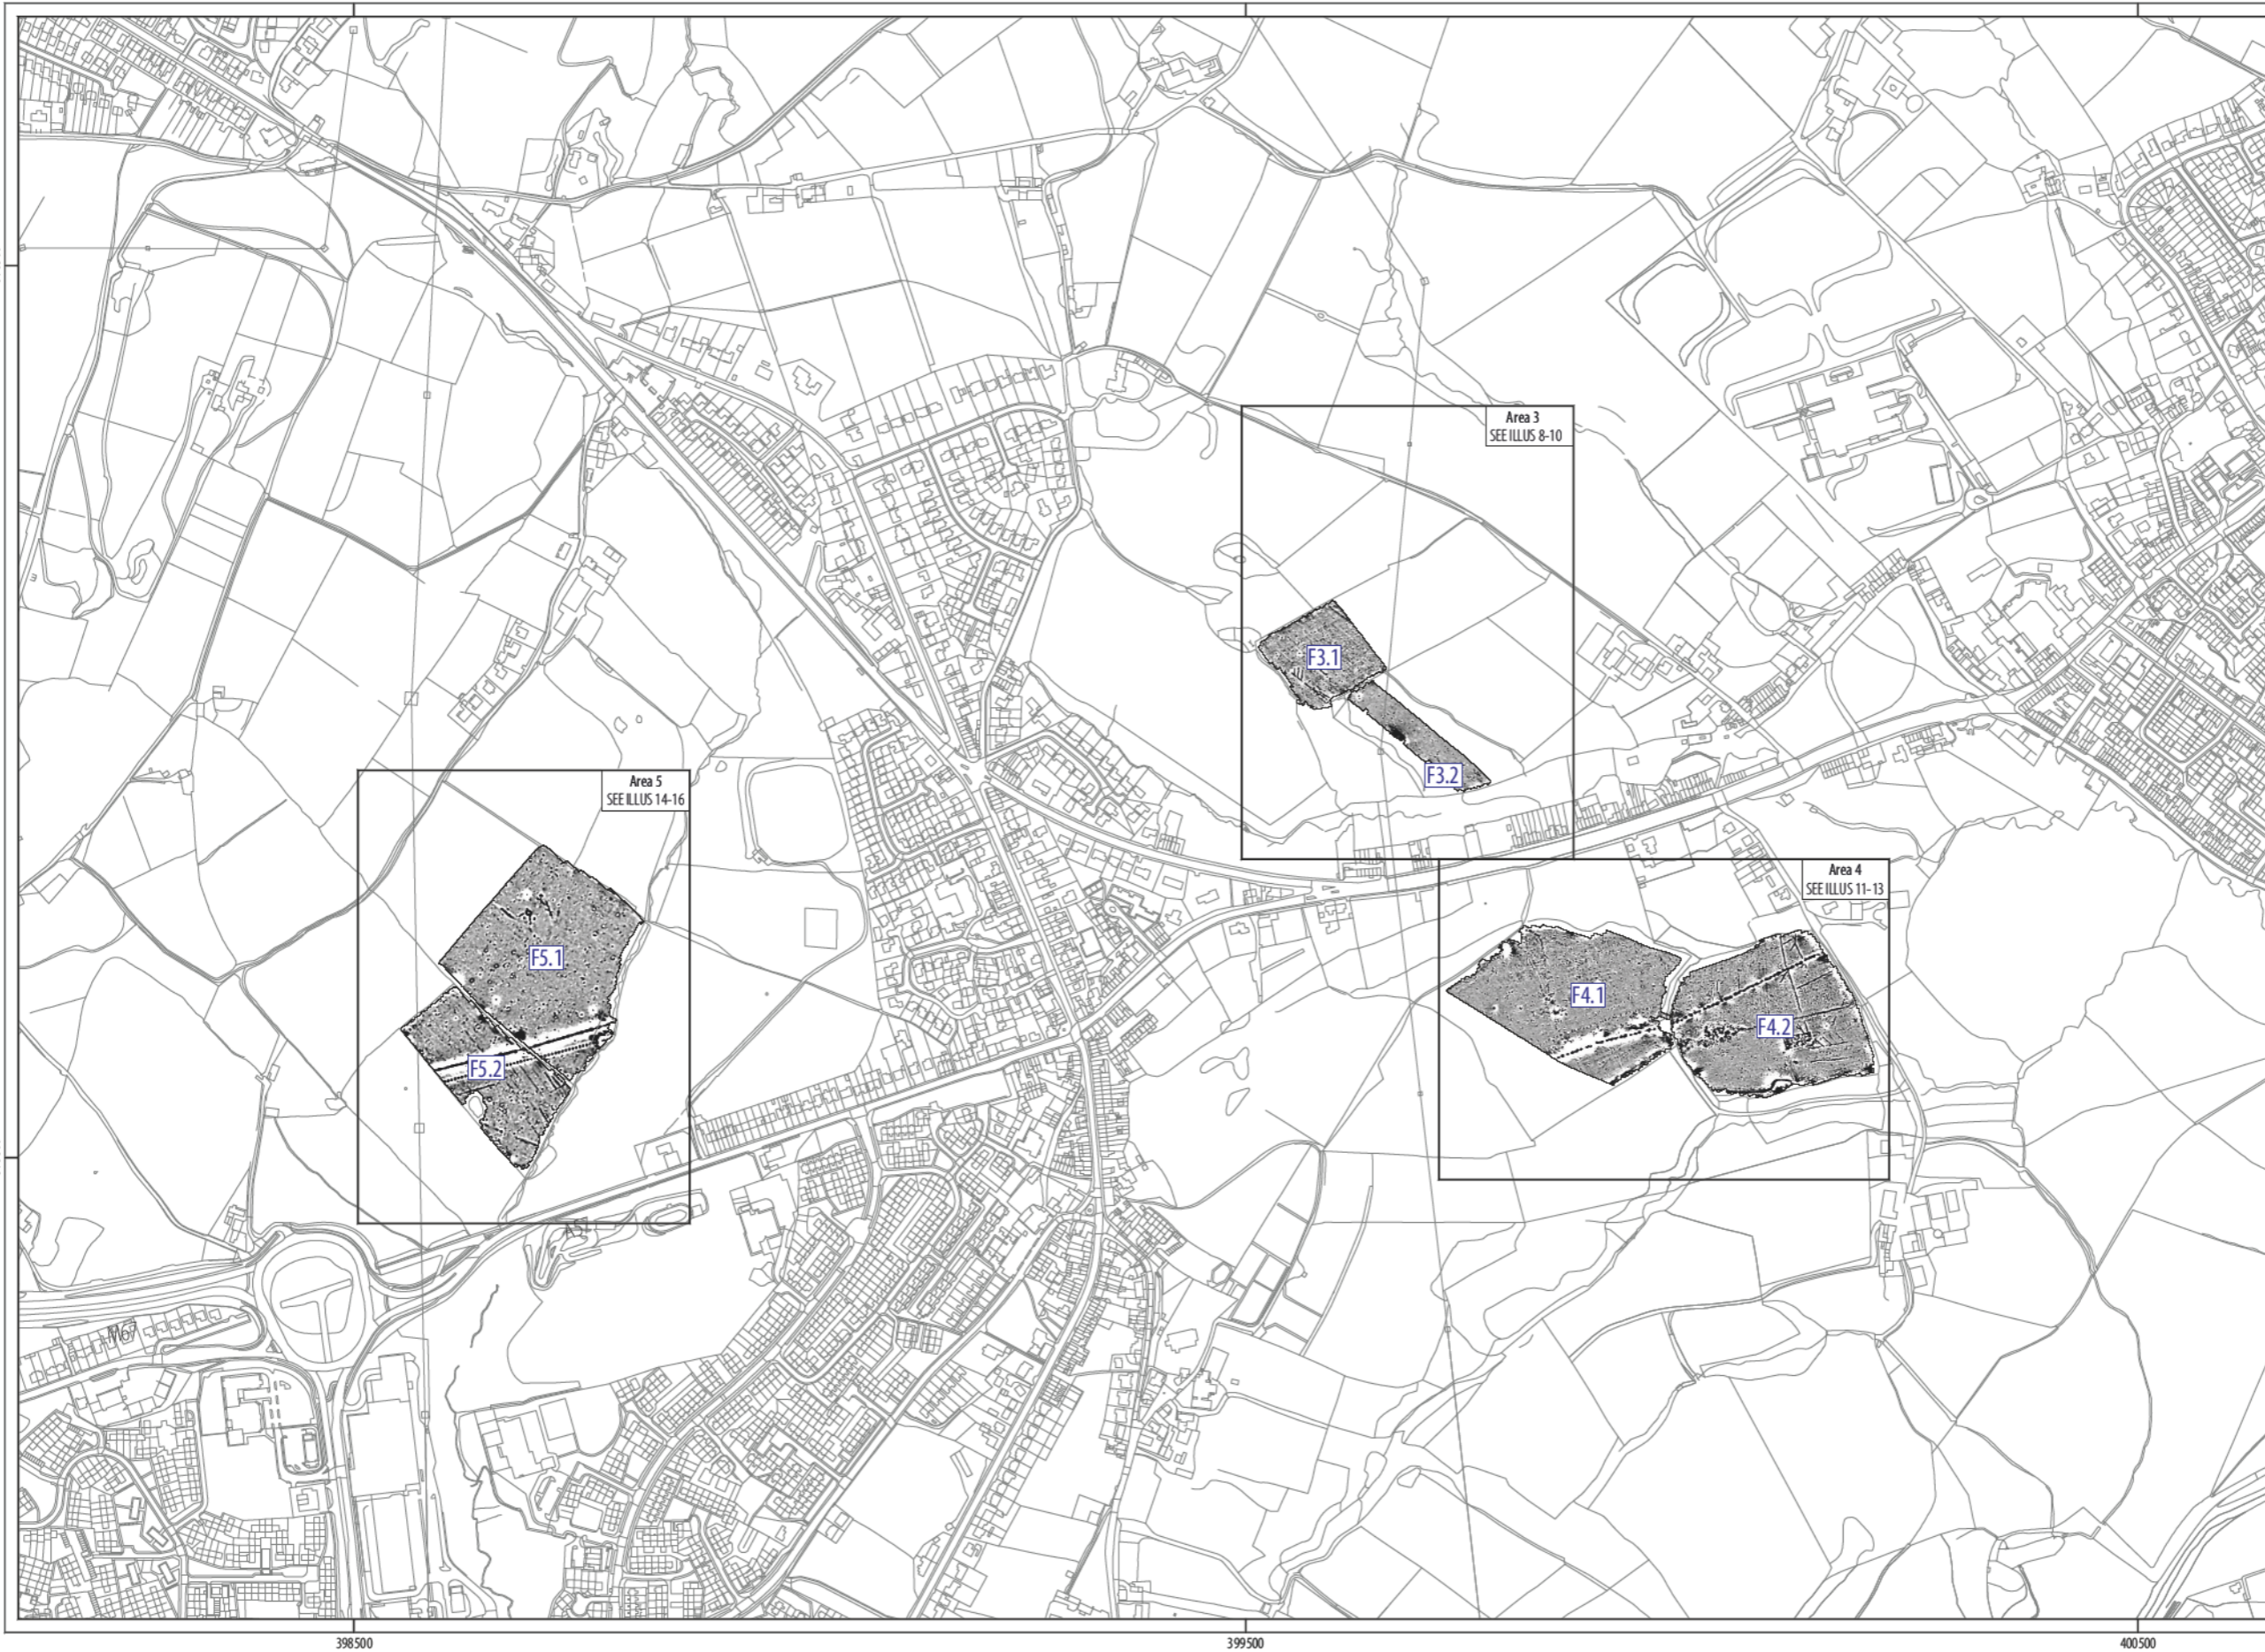 Area 3
SEE ILLUS 8-10
F3.1
F3.2
Area 5
SEE ILLUS 14-16
F5.1
F5.2
Area 4
SEE ILLUS 11-13
F4.1
F4.2
398500
399500
400500